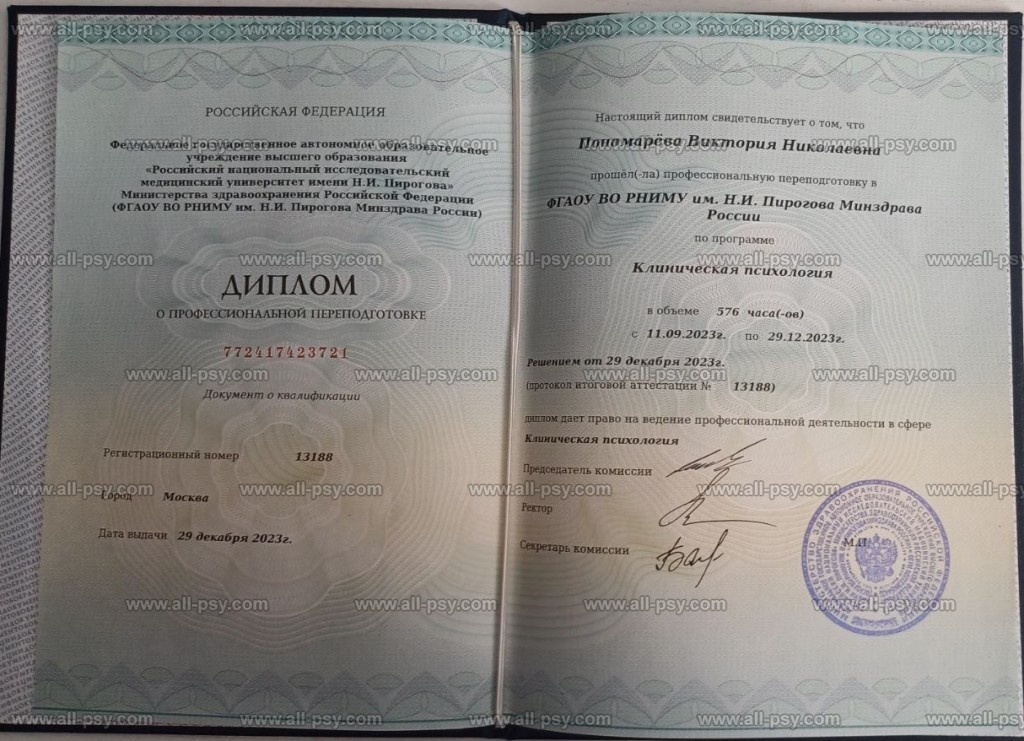 РОССИЙСКАЯ ФЕДЕРАЦИЯ
Федеральное государственное автономное образовательное
учреждение высшего образования
«Российский национальный исследовательский
медицинский университет имени Н.И. Пирогова»
Министерства здравоохранения Российской Федерации
(ФГАОУ ВО РНИМУ им. Н.И. Пирогова Минздрава России)
ДИПЛОМ
О ПРОФЕССИОНАЛЬНОЙ ПЕРЕПОДГОТОВКЕ
772417423721
Документ о квалификации
Регистрационный номер 13188
Город Москва
Дата выдачи 29 декабря 2023г.
Настоящий диплом свидетельствует о том, что
Пономарёва Виктория Николаевна
прошёл(-ла) профессиональную переподготовку в
ФГАОУ ВО РНИМУ им. Н.И. Пирогова Минздрава
России
по программе
Клиническая психология
в объеме 576 часа(-ов)
с 11.09.2023г. по 29.12.2023г.
Решением от 29 декабря 2023г.
(протокол итоговой аттестации № 13188)
диплом дает право на ведение профессиональной деятельности в сфере
Клиническая психология
Председатель комиссии
Ректор
Секретарь комиссии
М.П.
www.all-psy.com